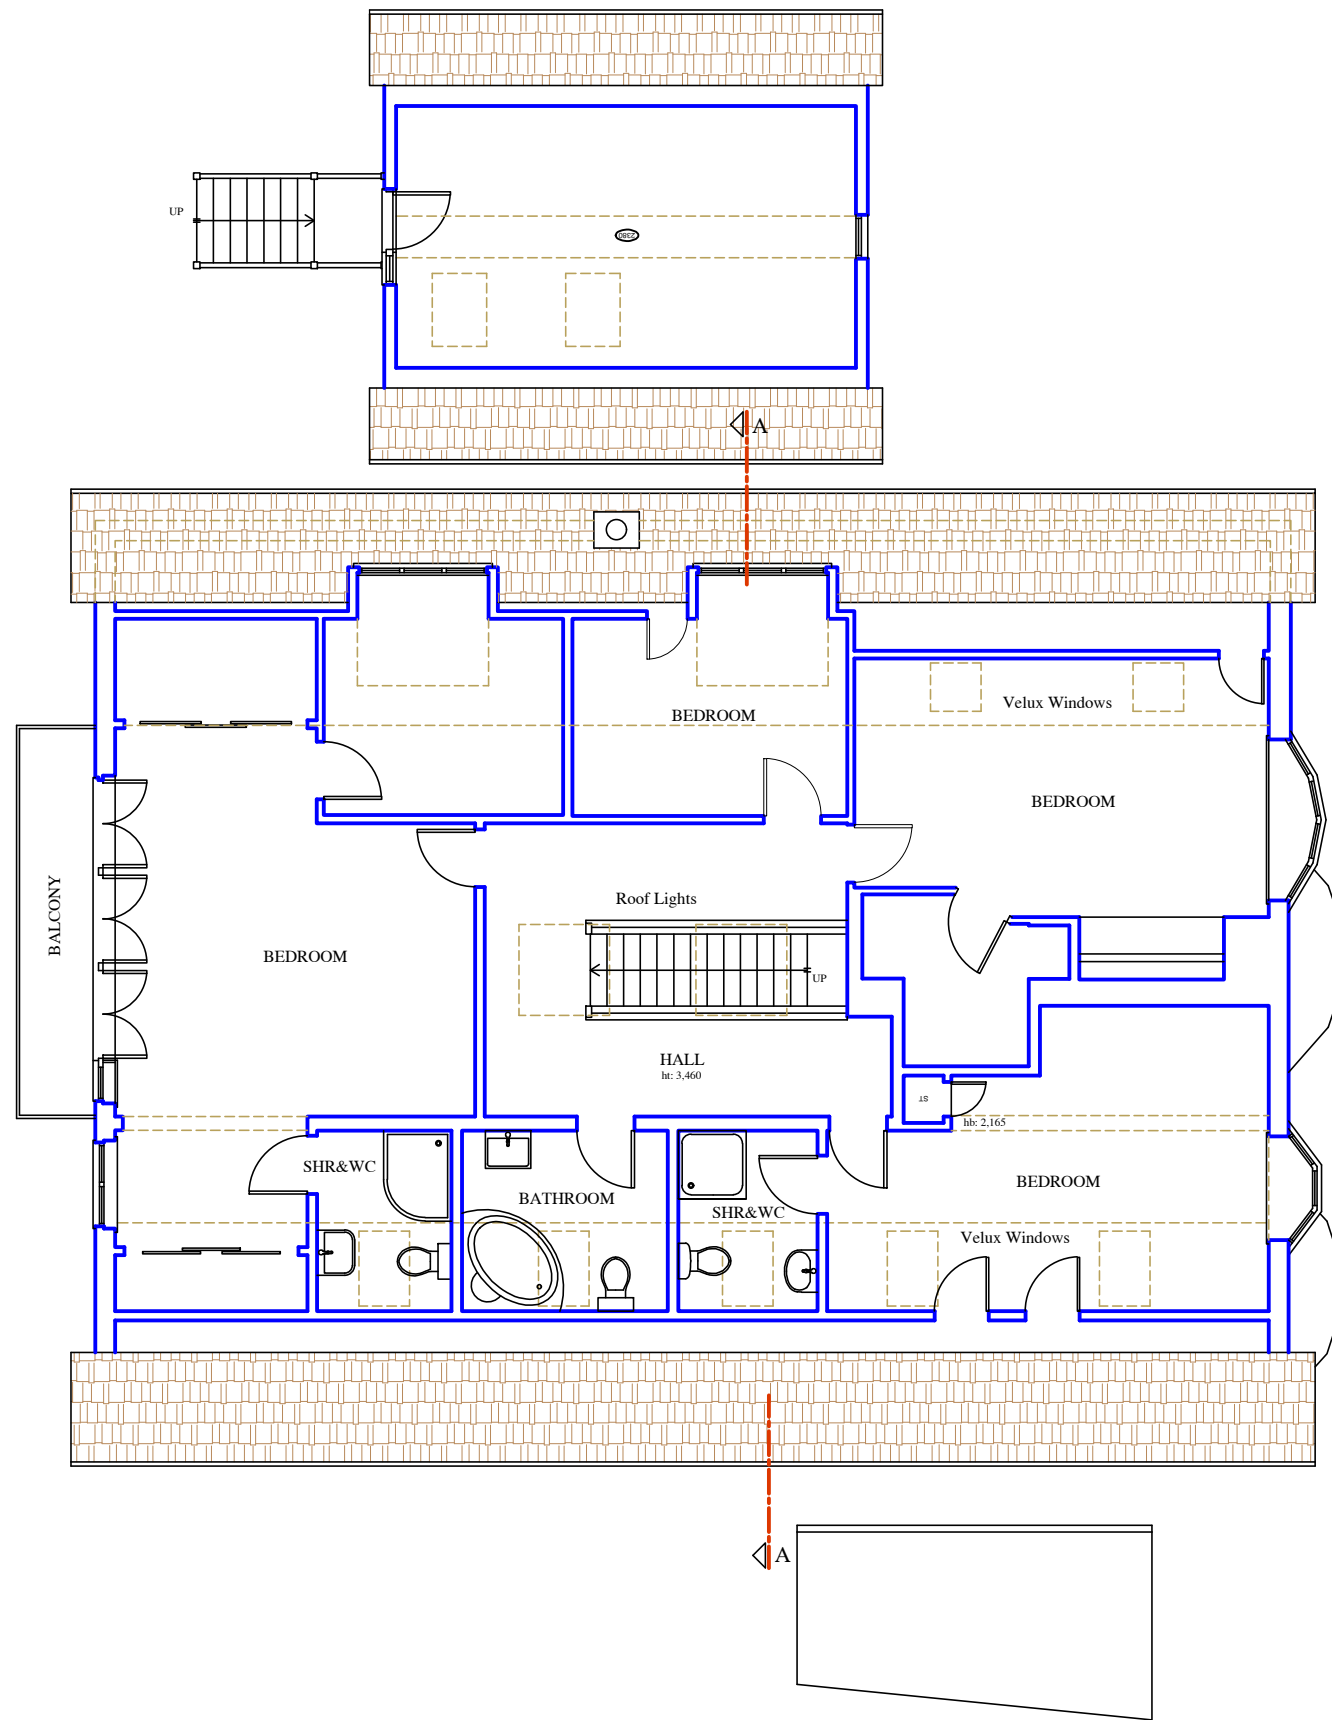 UP
2380
A
Velux Windows
BEDROOM
BEDROOM
BALCONY
Roof Lights
BEDROOM
UP
HALL
ht: 3,460
ST
hb: 2,165
SHR&WC
BATHROOM
SHR&WC
BEDROOM
Velux Windows
A